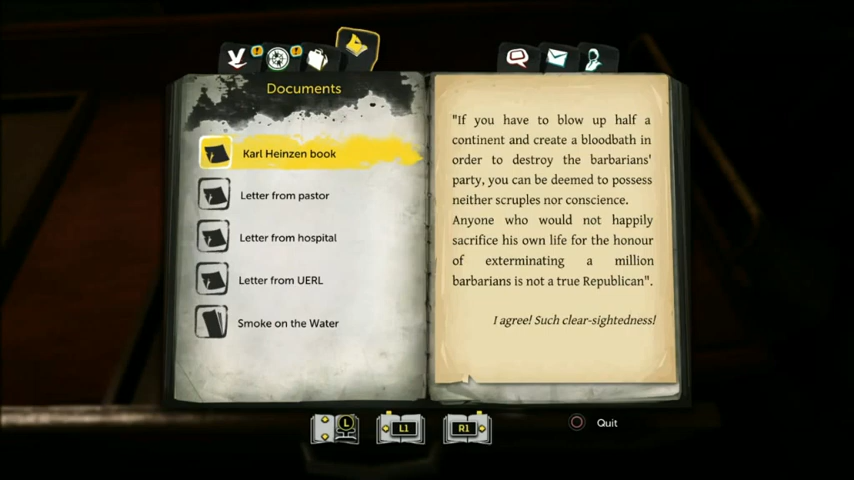 Documents
Karl Heinzen book
Letter from pastor
Letter from hospital
Letter from UERL
Smoke on the Water
"If you have to blow up half a
continent and create a bloodbath in
order to destroy the barbarians'
party, you can be deemed to possess
neither scruples nor conscience.
Anyone who would not happily
sacrifice his own life for the honour
of exterminating a million
barbarians is not a true Republican".
I agree! Such clear-sightedness!
L
L1
R1
Quit